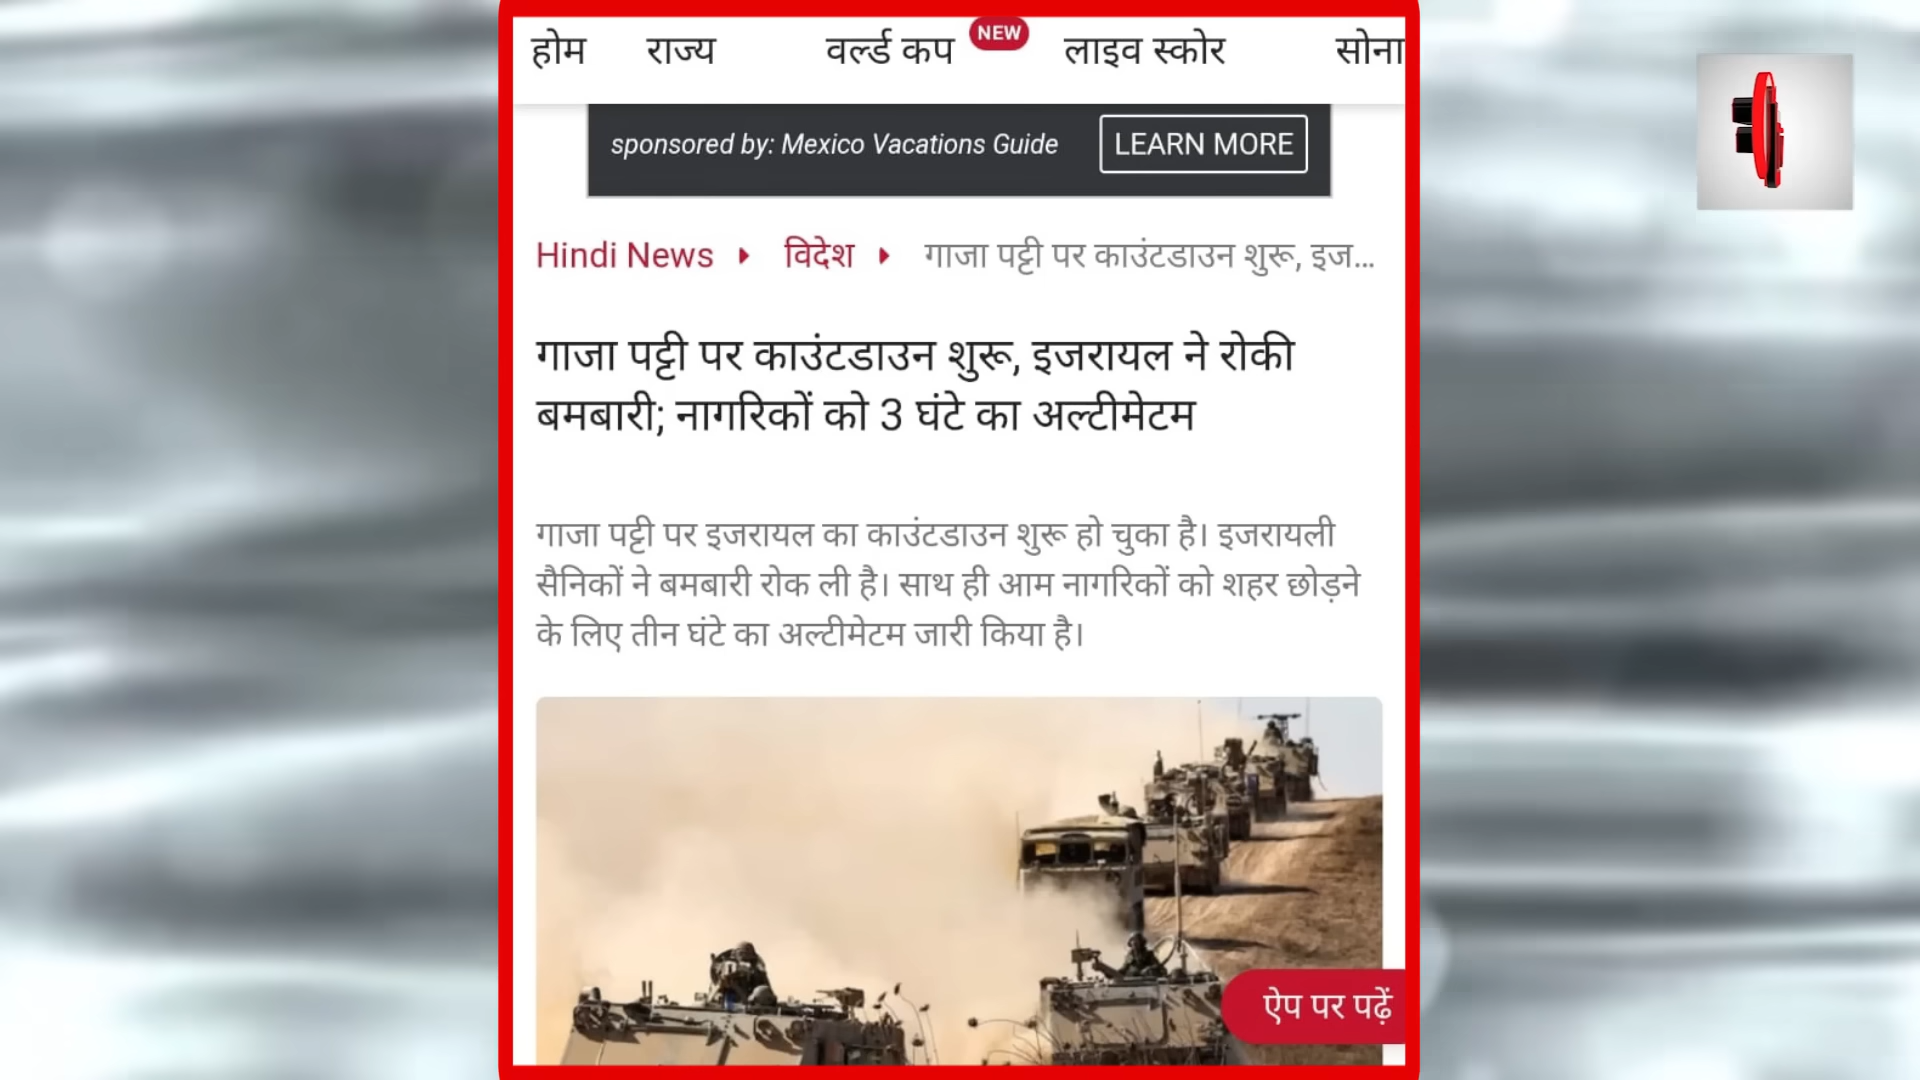 होम राज्य वर्ल्ड कप NEW लाइव स्कोर सोना
sponsored by: Mexico Vacations Guide LEARN MORE
Hindi News विदेश गाजा पट्टी पर काउंटडाउन शुरू, इज...
गाजा पट्टी पर काउंटडाउन शुरू, इजरायल ने रोकी
बमबारी; नागरिकों को 3 घंटे का अल्टीमेटम
गाजा पट्टी पर इजरायल का काउंटडाउन शुरू हो चुका है। इजरायली
सैनिकों ने बमबारी रोक ली है। साथ ही आम नागरिकों को शहर छोड़ने
के लिए तीन घंटे का अल्टीमेटम जारी किया है।
ऐप पर पढ़ें